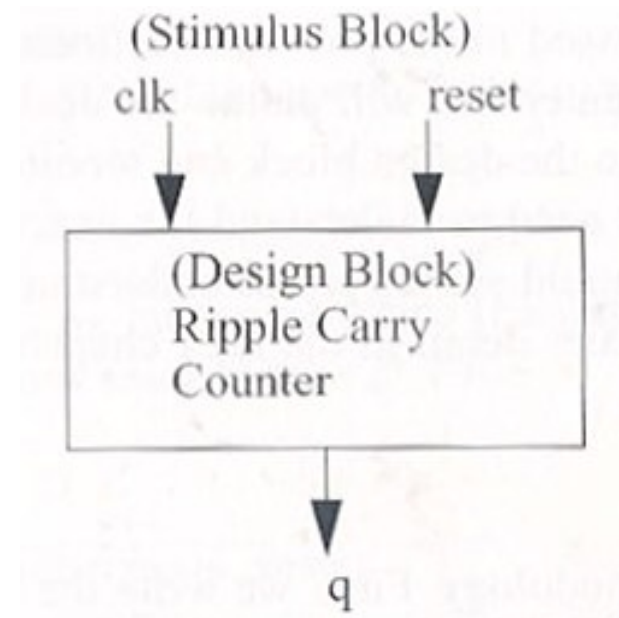 (Stimulus Block)
clk reset
(Design Block)
Ripple Carry
Counter
q